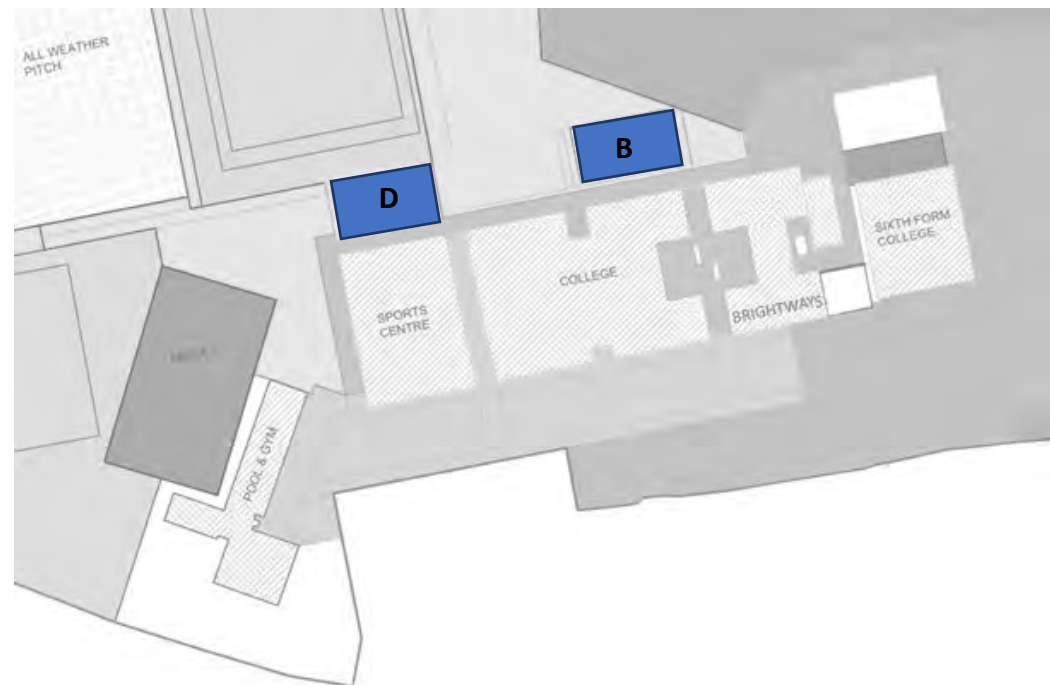 ALL WEATHER
PITCH
B
D
SIXTH FORM
COLLEGE
COLLEGE
SPORTS
CENTRE
BRIGHTWAYS
POOL & GYM